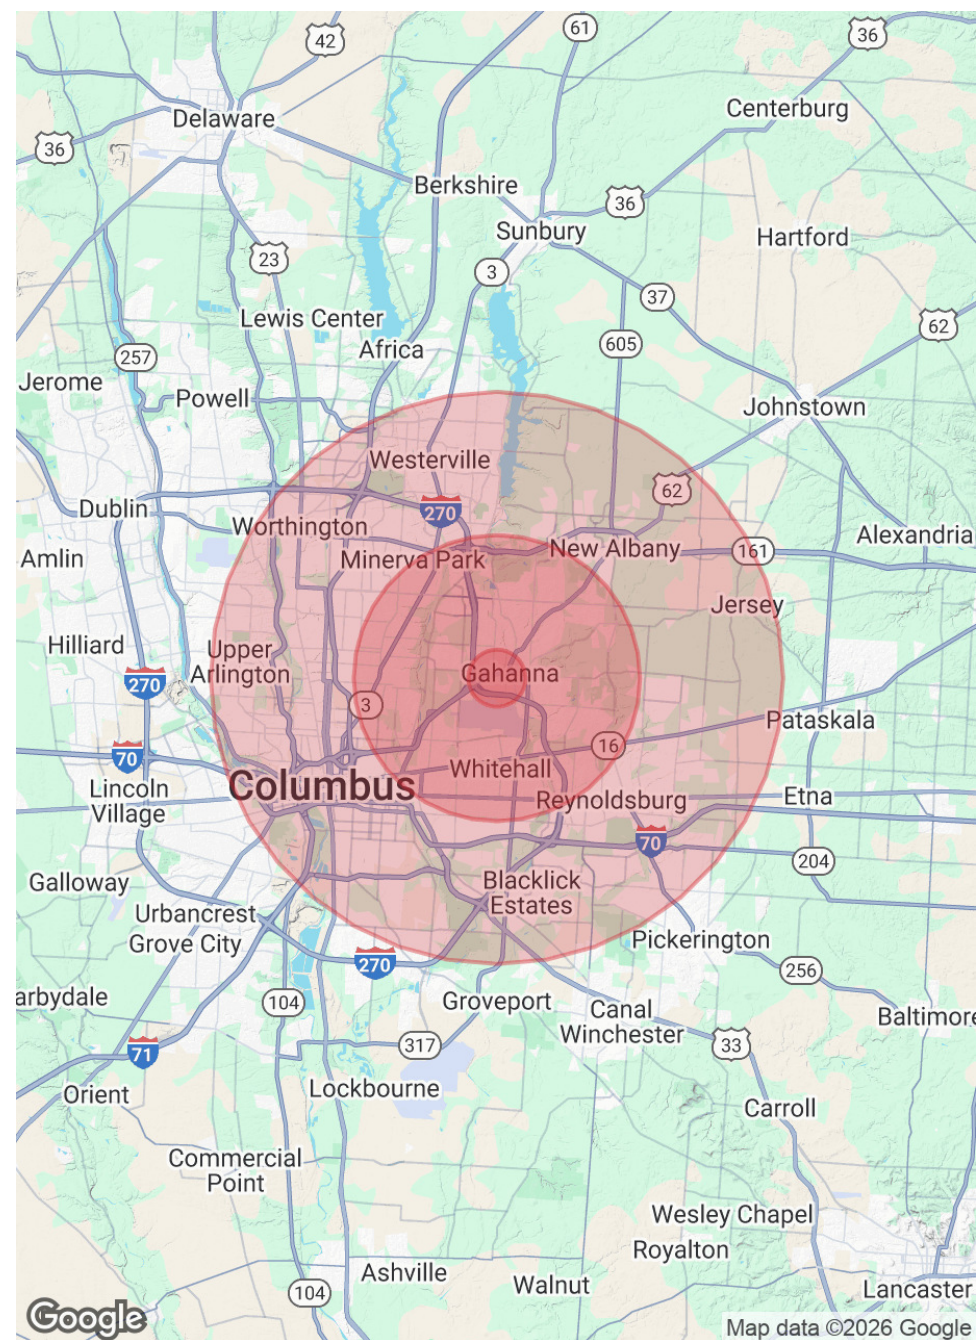 42
61
36
Delaware
Centerburg
36
Berkshire
36
Sunbury
Hartford
23
3
37
Lewis Center
62
605
Africa
257
Jerome
Powell
Johnstown
Westerville
62
Dublin
270
Worthington
Alexandria
Minerva Park
New Albany
161
Amlin
Jersey
Hilliard
Upper
Arlington
Gahanna
270
3
Pataskala
16
70
Whitehall
Columbus
Lincoln
Village
Reynoldsburg
Etna
70
204
Galloway
Blacklick
Estates
Urbancrest
Grove City
Pickerington
270
256
arbydale
104
Groveport
Canal
Winchester
Baltimore
317
33
71
Orient
Lockbourne
Carroll
Commercial
Point
Wesley Chapel
Royalton
Ashville
Walnut
104
Lancaster
Google
Map data ©2026 Google